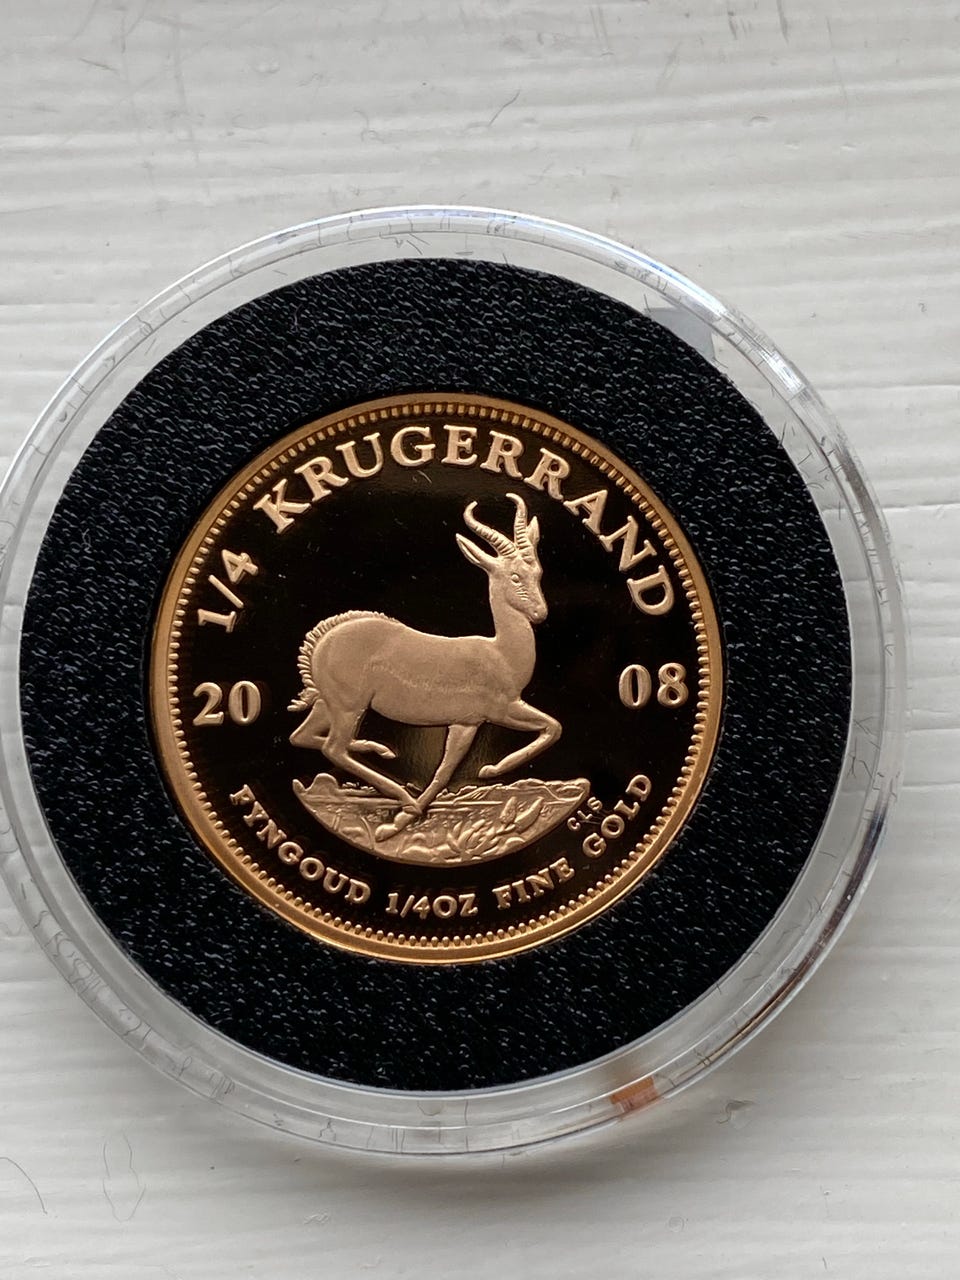 1/4 KRUGERRAND
20 08
CLS
FYNGOUD 1/4OZ FINE GOLD